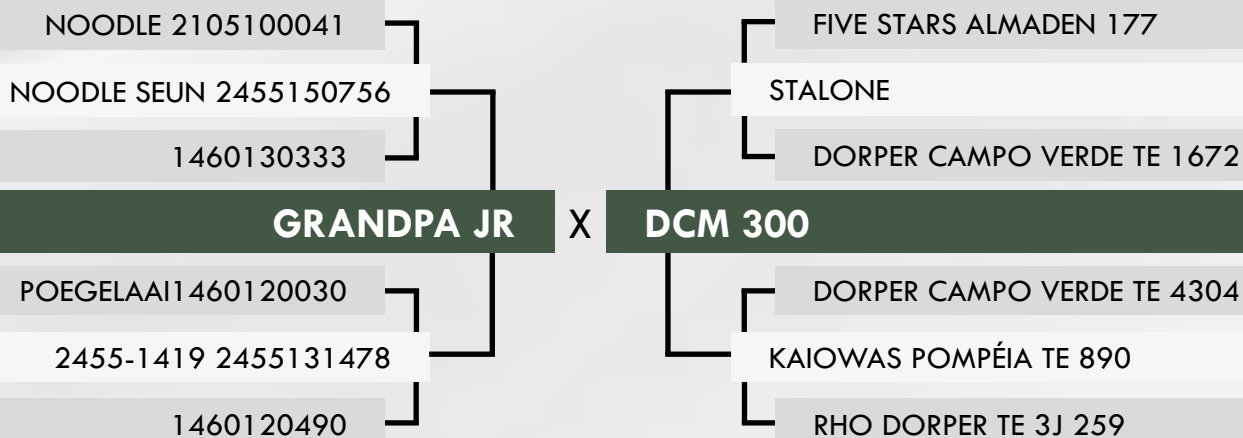 NOODLE 2105100041
NOODLE SEUN 2455150756
1460130333
GRANDPA JR
POEGELAAI1460120030
2455-1419 2455131478
1460120490
X
FIVE STARS ALMADEN 177
STALONE
DORPER CAMPO VERDE TE 1672
DCM 300
DORPER CAMPO VERDE TE 4304
KAIOWAS POMPÉIA TE 890
RHO DORPER TE 3J 259